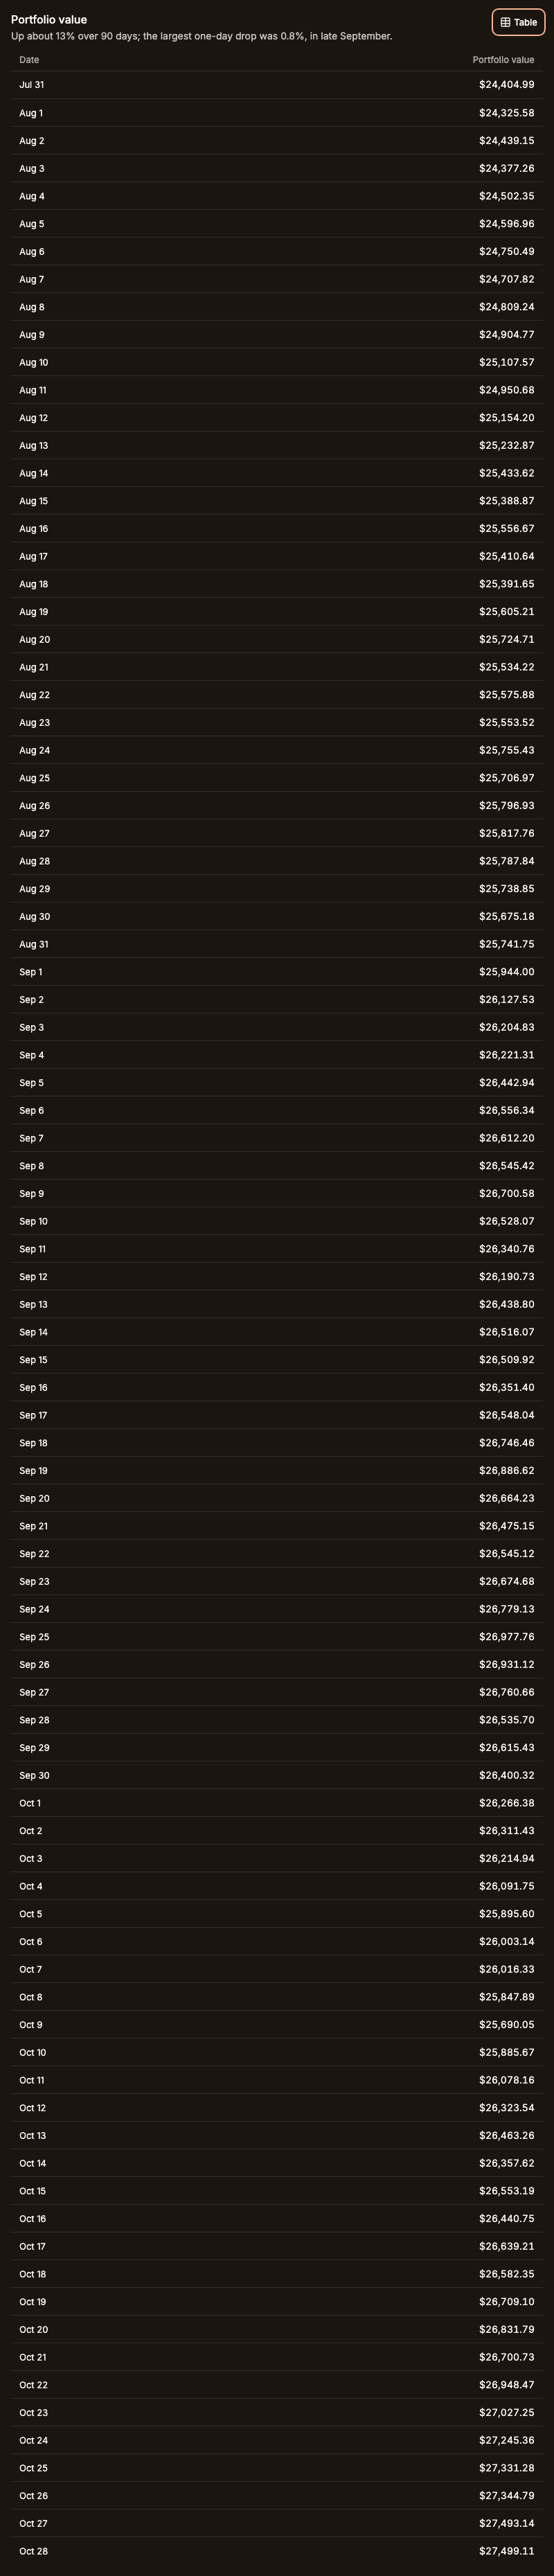 Portfolio value
Table
Up about 13% over 90 days; the largest one-day drop was 0.8%, in late September.
Date Portfolio value
Jul 31 $24,404.99
Aug 1 $24,325.58
Aug 2 $24,439.15
Aug 3 $24,377.26
Aug 4 $24,502.35
Aug 5 $24,596.96
Aug 6 $24,750.49
Aug 7 $24,707.82
Aug 8 $24,809.24
Aug 9 $24,904.77
Aug 10 $25,107.57
Aug 11 $24,950.68
Aug 12 $25,154.20
Aug 13 $25,232.87
Aug 14 $25,433.62
Aug 15 $25,388.87
Aug 16 $25,556.67
Aug 17 $25,410.64
Aug 18 $25,391.65
Aug 19 $25,605.21
Aug 20 $25,724.71
Aug 21 $25,534.22
Aug 22 $25,575.88
Aug 23 $25,553.52
Aug 24 $25,755.43
Aug 25 $25,706.97
Aug 26 $25,796.93
Aug 27 $25,817.76
Aug 28 $25,787.84
Aug 29 $25,738.85
Aug 30 $25,675.18
Aug 31 $25,741.75
Sep 1 $25,944.00
Sep 2 $26,127.53
Sep 3 $26,204.83
Sep 4 $26,221.31
Sep 5 $26,442.94
Sep 6 $26,556.34
Sep 7 $26,612.20
Sep 8 $26,545.42
Sep 9 $26,700.58
Sep 10 $26,528.07
Sep 11 $26,340.76
Sep 12 $26,190.73
Sep 13 $26,438.80
Sep 14 $26,516.07
Sep 15 $26,509.92
Sep 16 $26,351.40
Sep 17 $26,548.04
Sep 18 $26,746.46
Sep 19 $26,886.62
Sep 20 $26,664.23
Sep 21 $26,475.15
Sep 22 $26,545.12
Sep 23 $26,674.68
Sep 24 $26,779.13
Sep 25 $26,977.76
Sep 26 $26,931.12
Sep 27 $26,760.66
Sep 28 $26,535.70
Sep 29 $26,615.43
Sep 30 $26,400.32
Oct 1 $26,266.38
Oct 2 $26,311.43
Oct 3 $26,214.94
Oct 4 $26,091.75
Oct 5 $25,895.60
Oct 6 $26,003.14
Oct 7 $26,016.33
Oct 8 $25,847.89
Oct 9 $25,690.05
Oct 10 $25,885.67
Oct 11 $26,078.16
Oct 12 $26,323.54
Oct 13 $26,463.26
Oct 14 $26,357.62
Oct 15 $26,553.19
Oct 16 $26,440.75
Oct 17 $26,639.21
Oct 18 $26,582.35
Oct 19 $26,709.10
Oct 20 $26,831.79
Oct 21 $26,700.73
Oct 22 $26,948.47
Oct 23 $27,027.25
Oct 24 $27,245.36
Oct 25 $27,331.28
Oct 26 $27,344.79
Oct 27 $27,493.14
Oct 28 $27,499.11